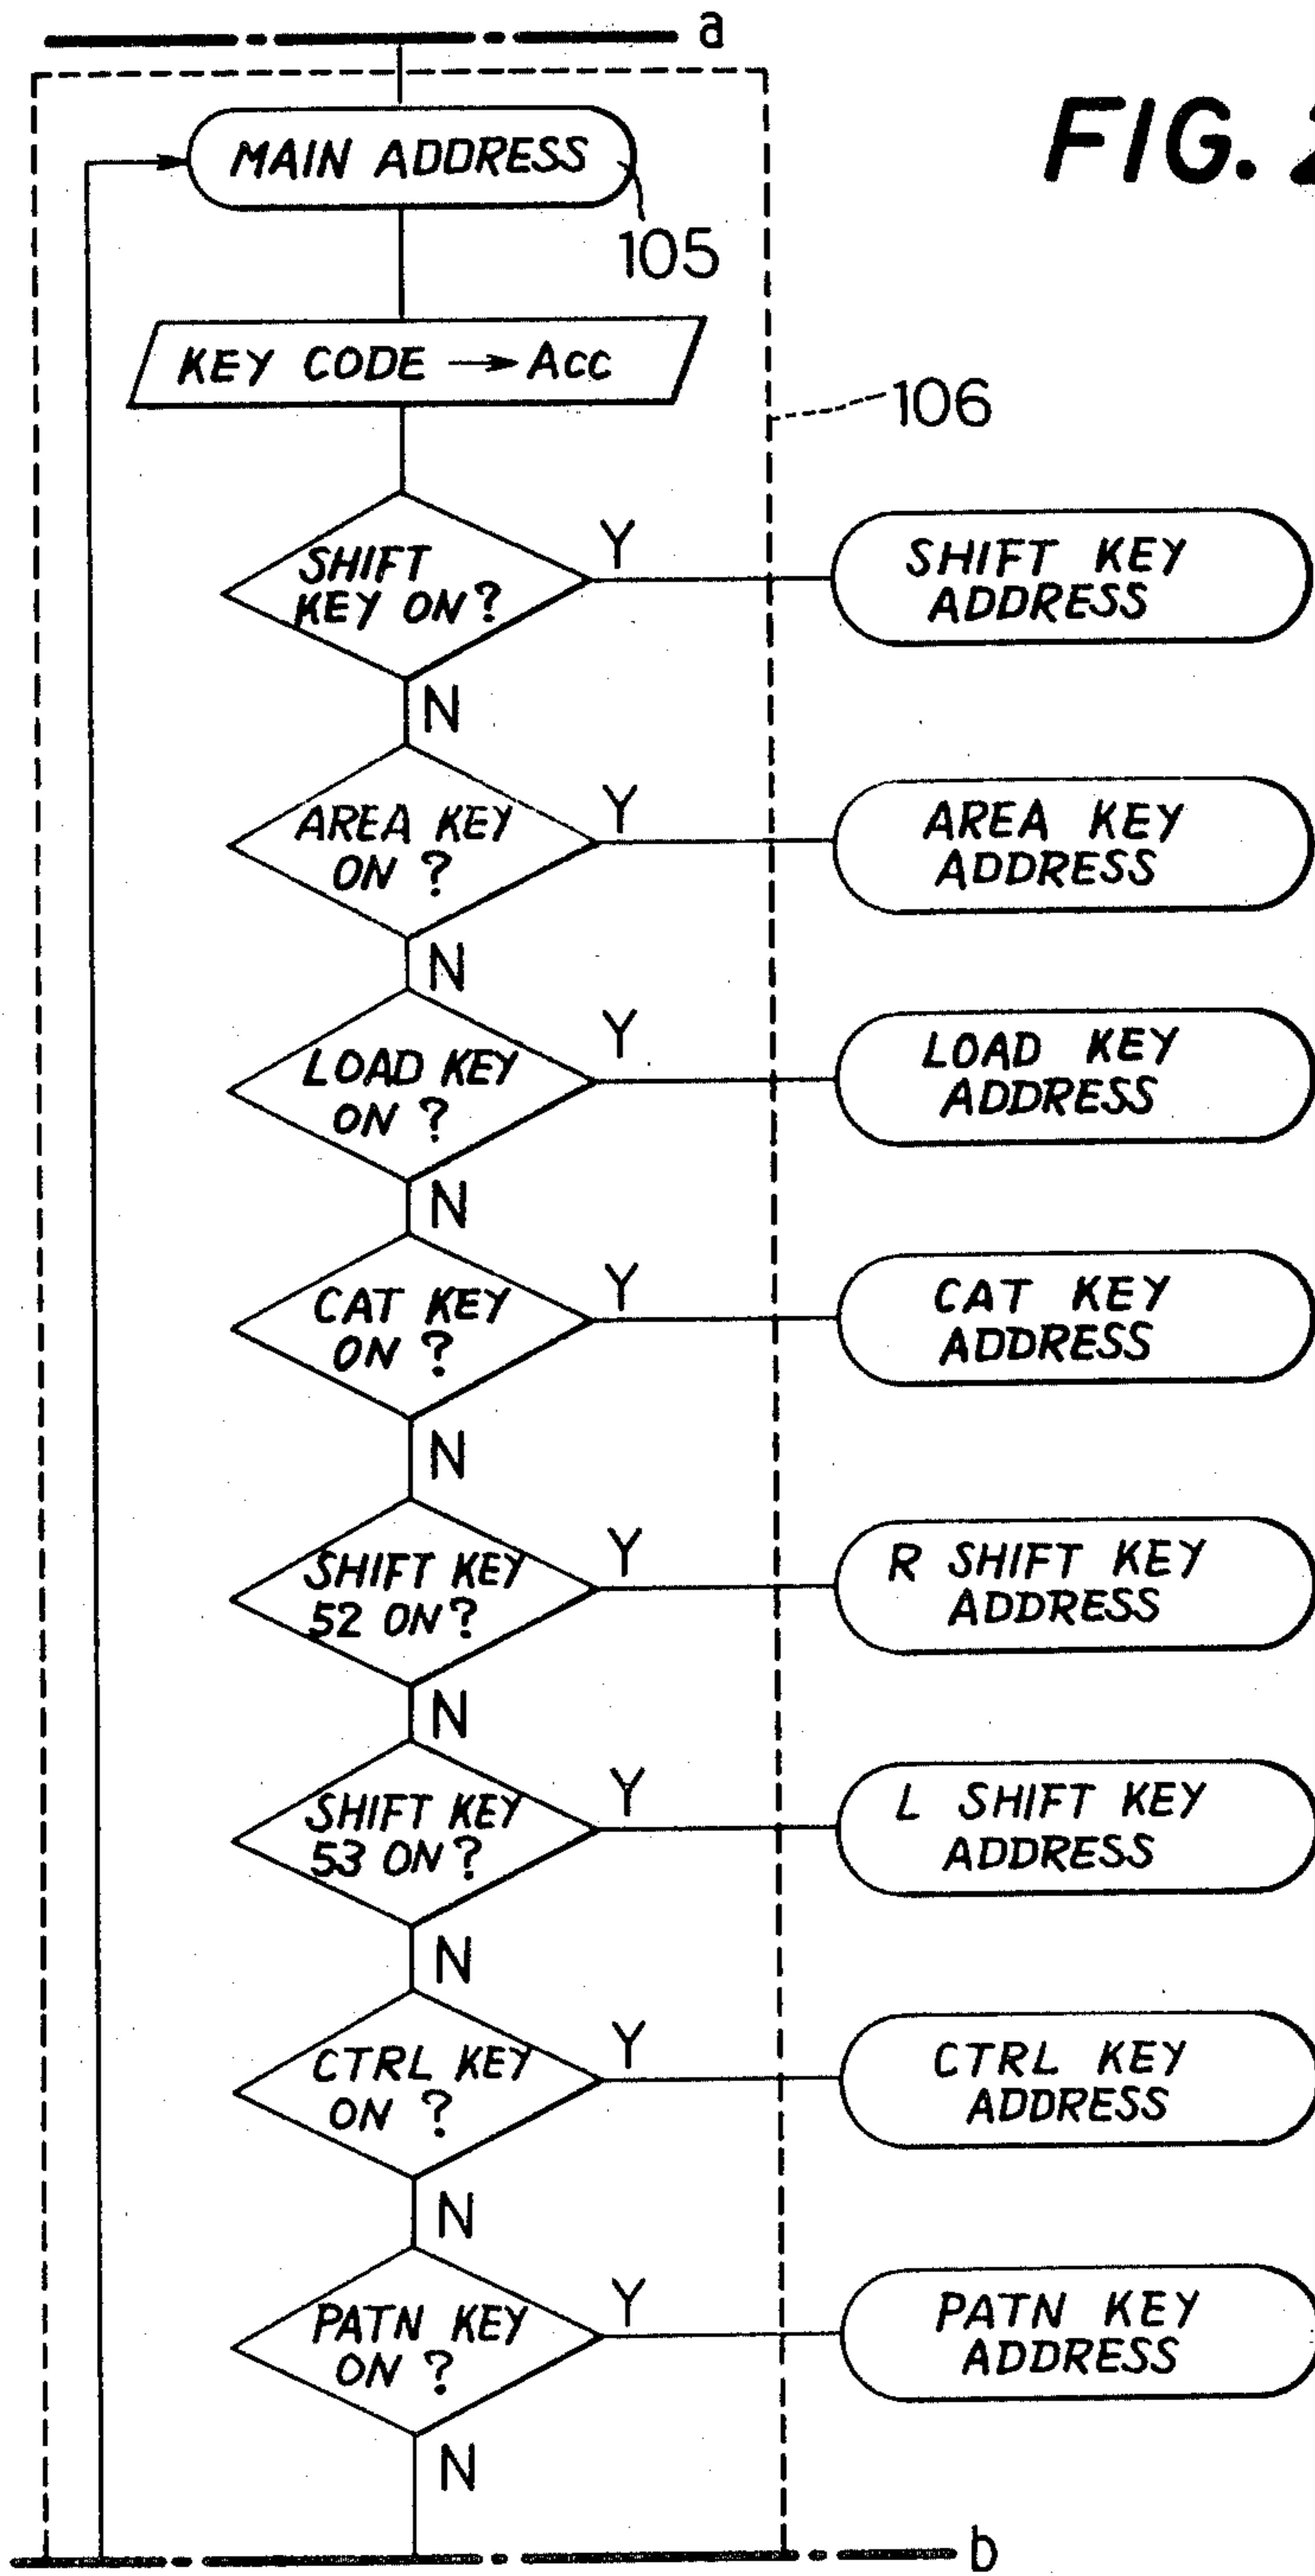 a
FIG. 2
MAIN ADDRESS
105
KEY CODE → Acc
106
SHIFT
KEY ON?
Y
SHIFT KEY
ADDRESS
N
AREA KEY
ON ?
Y
AREA KEY
ADDRESS
N
LOAD KEY
ON ?
Y
LOAD KEY
ADDRESS
N
CAT KEY
ON ?
Y
CAT KEY
ADDRESS
N
SHIFT KEY
52 ON?
Y
R SHIFT KEY
ADDRESS
N
SHIFT KEY
53 ON?
Y
L SHIFT KEY
ADDRESS
N
CTRL KEY
ON ?
Y
CTRL KEY
ADDRESS
N
PATN KEY
ON ?
Y
PATN KEY
ADDRESS
N
b